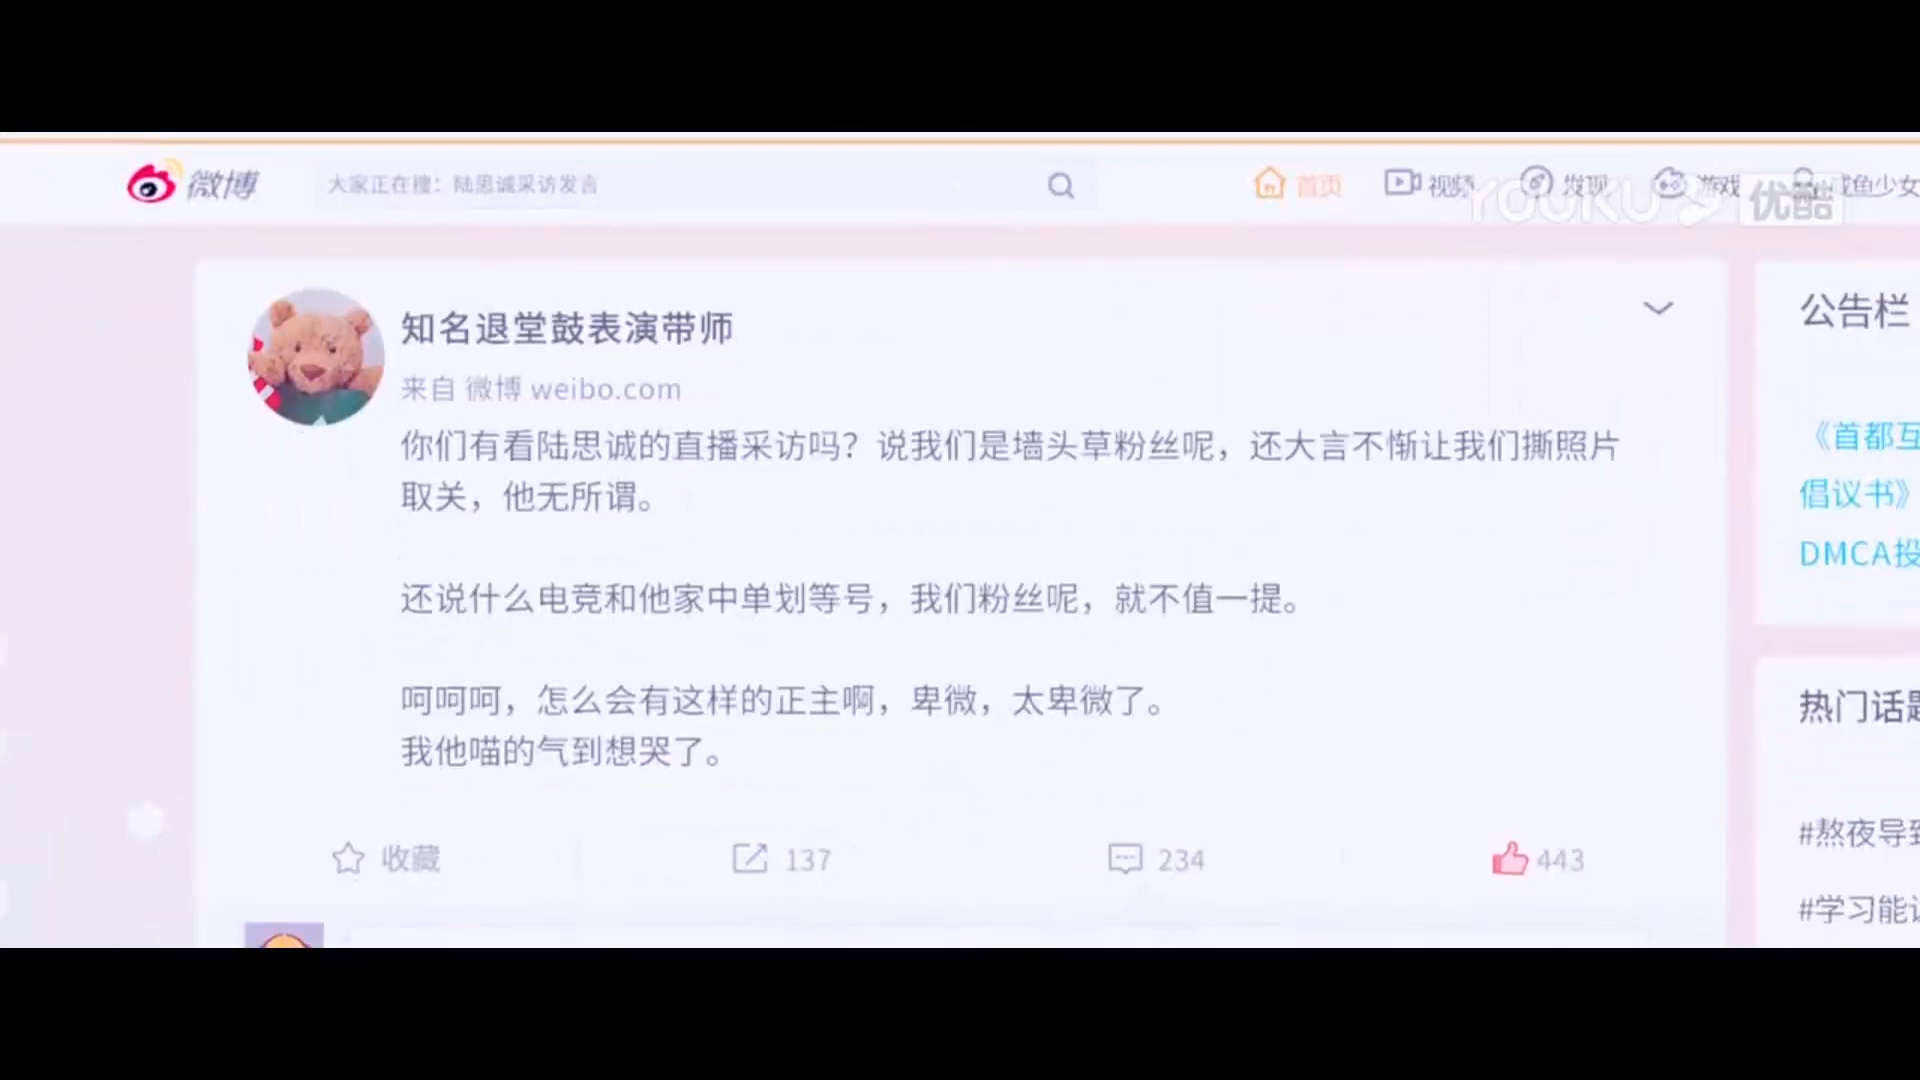 微博
大家正在搜：陆思诚采访发言
首页
视频
发现
游戏
咸鱼少女
YOUKU 优酷
知名退堂鼓表演带师
来自 微博 weibo.com
你们有看陆思诚的直播采访吗？说我们是墙头草粉丝呢，还大言不惭让我们撕照片
取关，他无所谓。
还说什么电竞和他家中单划等号，我们粉丝呢，就不值一提。
呵呵呵，怎么会有这样的正主啊，卑微，太卑微了。
我他喵的气到想哭了。
收藏
137
234
443
公告栏
《首都互
倡议书》
DMCA投
热门话题
#熬夜导致
#学习能让